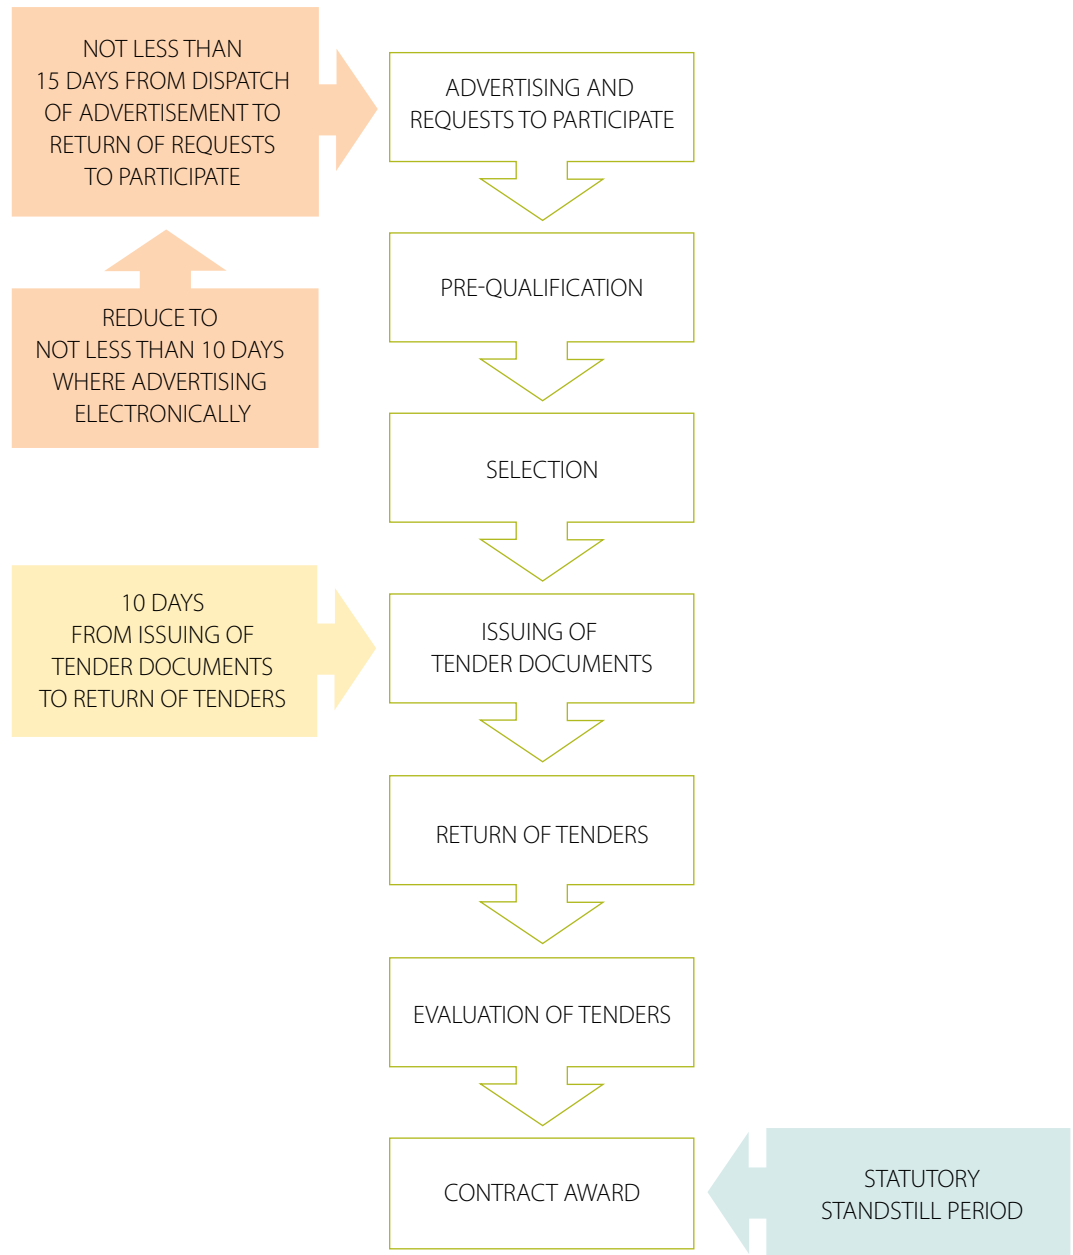 NOT LESS THAN
15 DAYS FROM DISPATCH
OF ADVERTISEMENT TO
RETURN OF REQUESTS
TO PARTICIPATE
ADVERTISING AND
REQUESTS TO PARTICIPATE
PRE-QUALIFICATION
REDUCE TO
NOT LESS THAN 10 DAYS
WHERE ADVERTISING
ELECTRONICALLY
SELECTION
10 DAYS
FROM ISSUING OF
TENDER DOCUMENTS
TO RETURN OF TENDERS
ISSUING OF
TENDER DOCUMENTS
RETURN OF TENDERS
EVALUATION OF TENDERS
CONTRACT AWARD
STATUTORY
STANDSTILL PERIOD